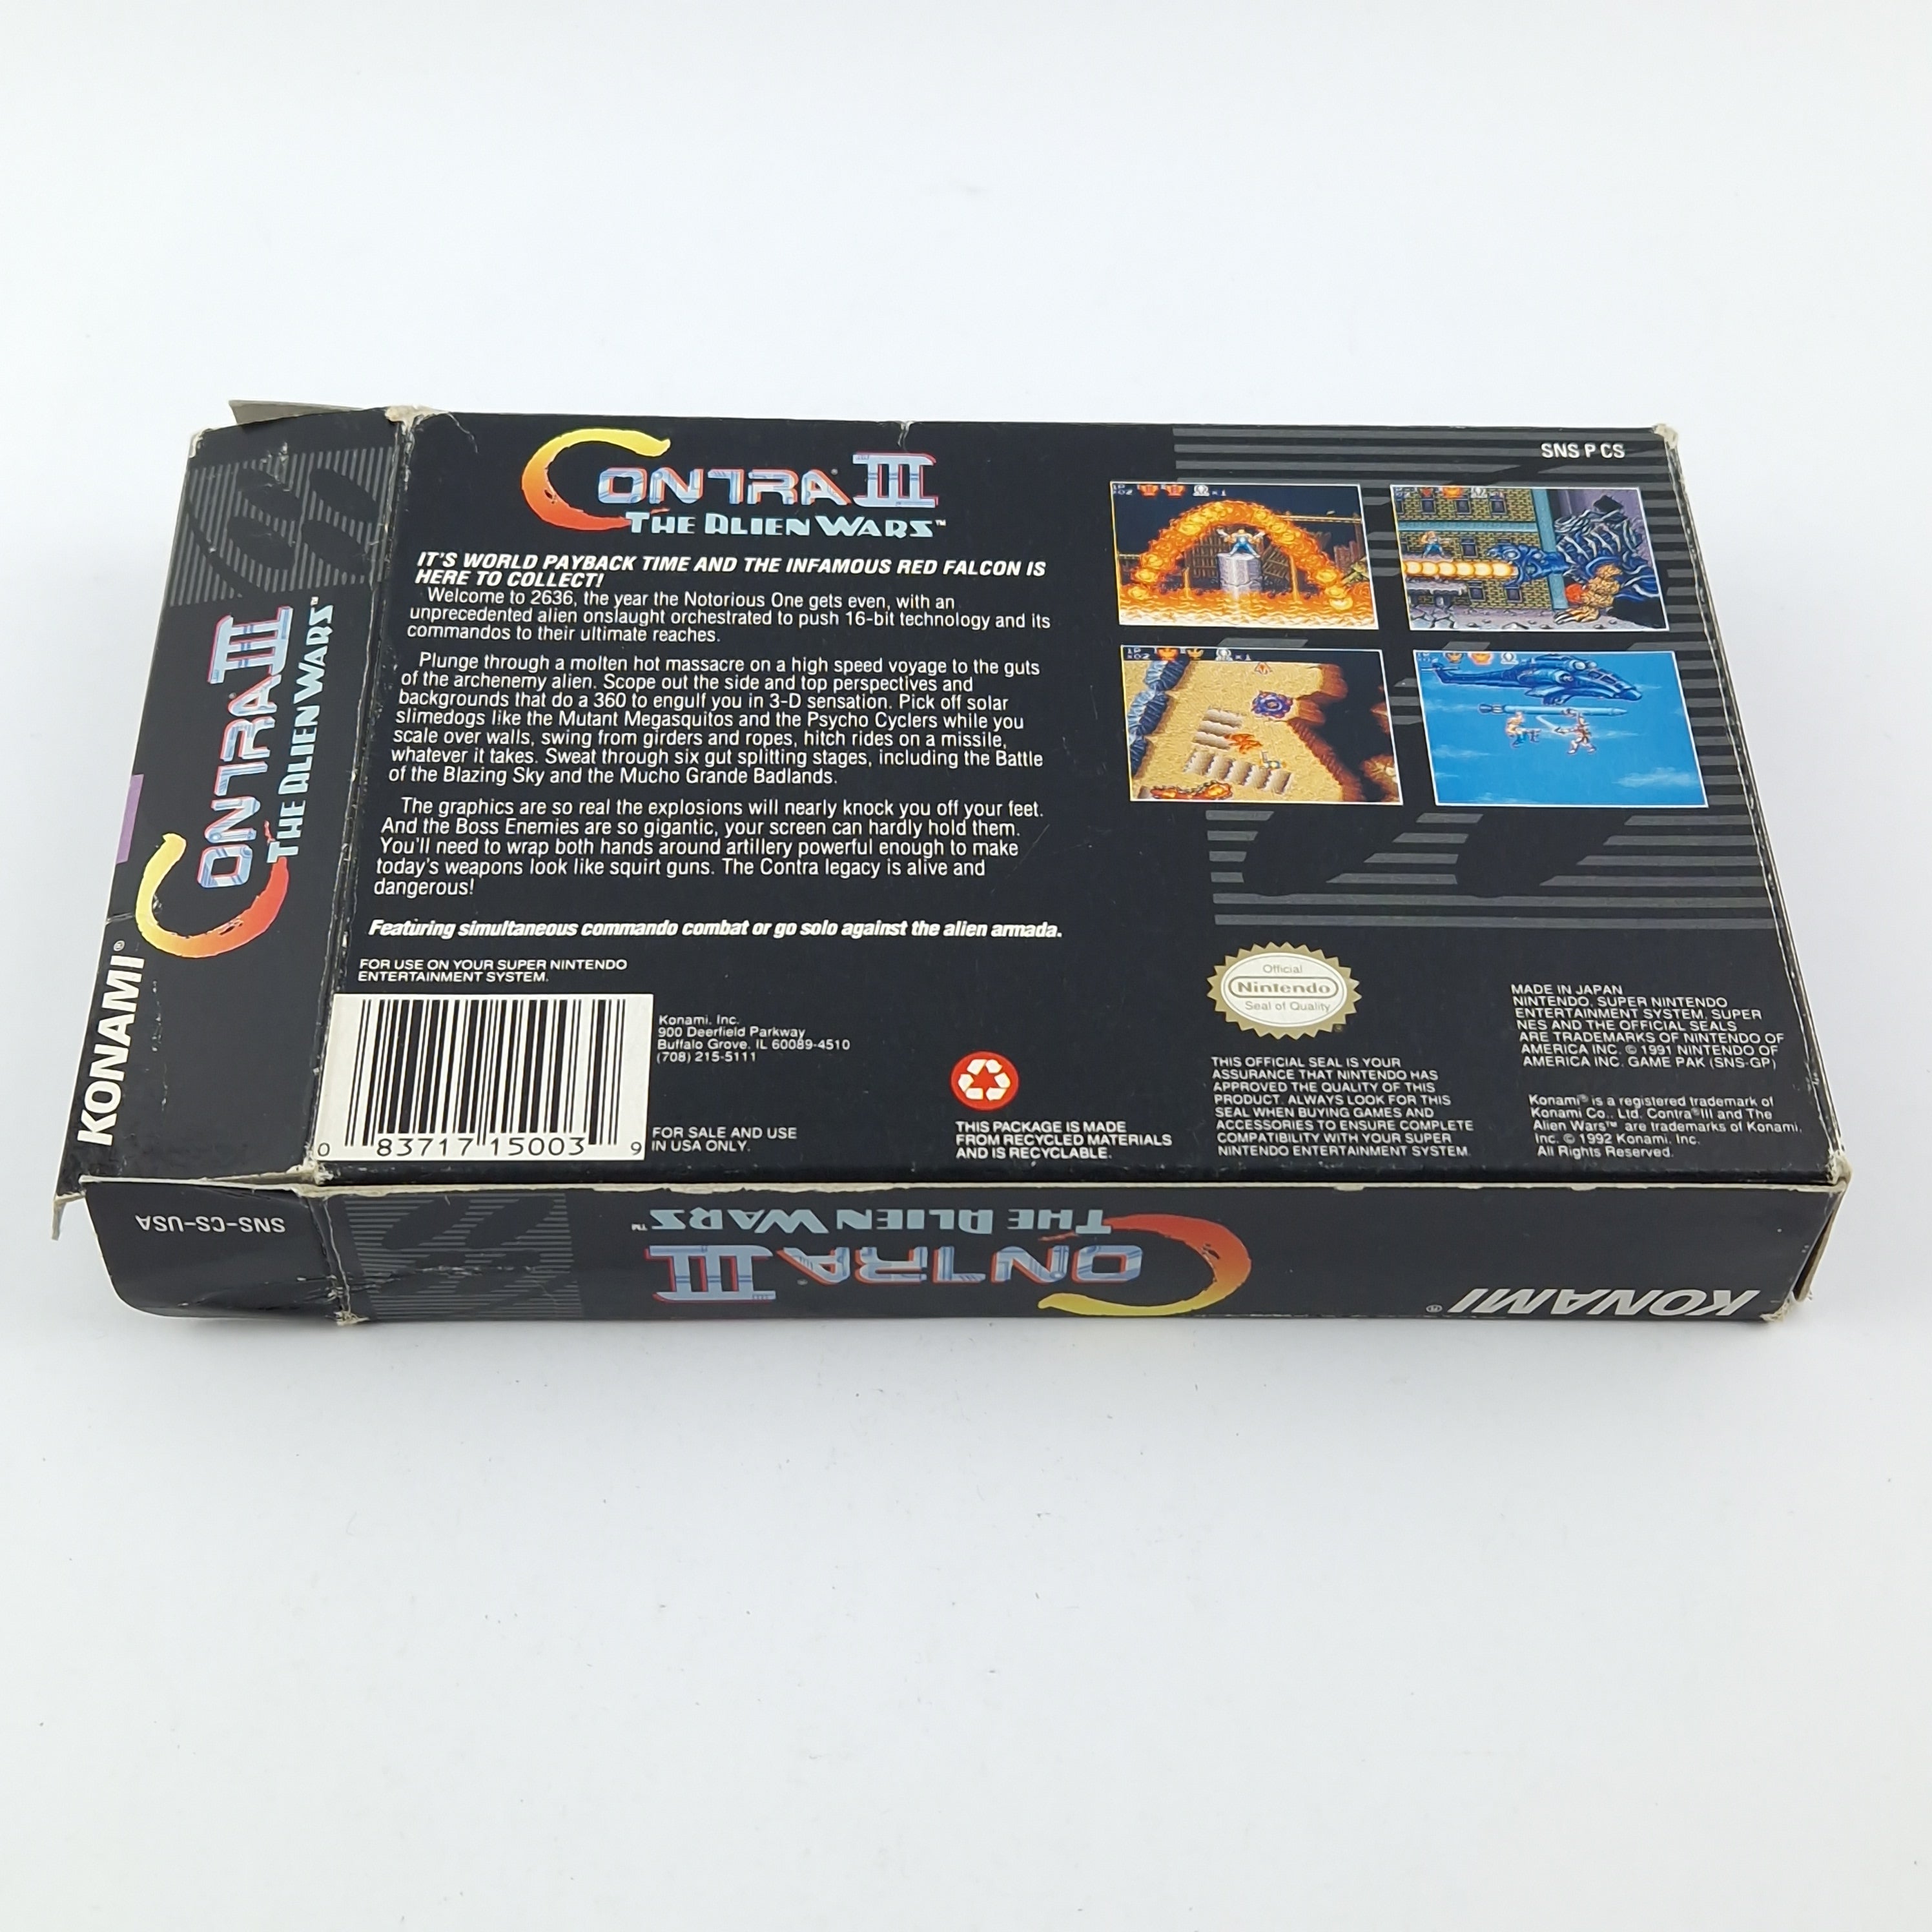 CONTRA III
THE ALIEN WARS™
IT'S WORLD PAYBACK TIME AND THE INFAMOUS RED FALCON IS
HERE TO COLLECT!
Welcome to 2636, the year the Notorious One gets even, with an
unprecedented alien onslaught orchestrated to push 16-bit technology and its
commandos to their ultimate reaches.
Plunge through a molten hot massacre on a high speed voyage to the guts
of the archenemy alien. Scope out the side and top perspectives and
backgrounds that do a 360 to engulf you in 3-D sensation. Pick off solar
slimedogs like the Mutant Megasquitos and the Psycho Cyclers while you
scale over walls, swing from girders and ropes, hitch rides on a missile,
whatever it takes. Sweat through six gut splitting stages, including the Battle
of the Blazing Sky and the Mucho Grande Badlands.
The graphics are so real the explosions will nearly knock you off your feet.
And the Boss Enemies are so gigantic, your screen can hardly hold them.
You'll need to wrap both hands around artillery powerful enough to make
today's weapons look like squirt guns. The Contra legacy is alive and
dangerous!
Featuring simultaneous commando combat or go solo against the alien armada.
FOR USE ON YOUR SUPER NINTENDO
ENTERTAINMENT SYSTEM.
0 83717 15003 9
Konami, Inc.
900 Deerfield Parkway
Buffalo Grove, IL 60089-4510
(708) 215-5111
FOR SALE AND USE
IN USA ONLY.
THIS PACKAGE IS MADE
FROM RECYCLED MATERIALS
AND IS RECYCLABLE.
SNS P CS
Official
Nintendo
Seal of Quality
THIS OFFICIAL SEAL IS YOUR
ASSURANCE THAT NINTENDO HAS
APPROVED THE QUALITY OF THIS
PRODUCT. ALWAYS LOOK FOR THIS
SEAL WHEN BUYING GAMES AND
ACCESSORIES TO ENSURE COMPLETE
COMPATIBILITY WITH YOUR SUPER
NINTENDO ENTERTAINMENT SYSTEM.
MADE IN JAPAN
NINTENDO, SUPER NINTENDO
ENTERTAINMENT SYSTEM, SUPER
NES AND THE OFFICIAL SEALS
ARE TRADEMARKS OF NINTENDO OF
AMERICA INC. © 1991 NINTENDO OF
AMERICA INC. GAME PAK (SNS-GP)
Konami® is a registered trademark of
Konami Co., Ltd. Contra® III and The
Alien Wars™ are trademarks of Konami,
Inc. © 1992 Konami, Inc.
All Rights Reserved.
KONAMI®
CONTRA III
THE ALIEN WARS™
SNS-CS-USA
KONAMI®
CONTRA III
THE ALIEN WARS™